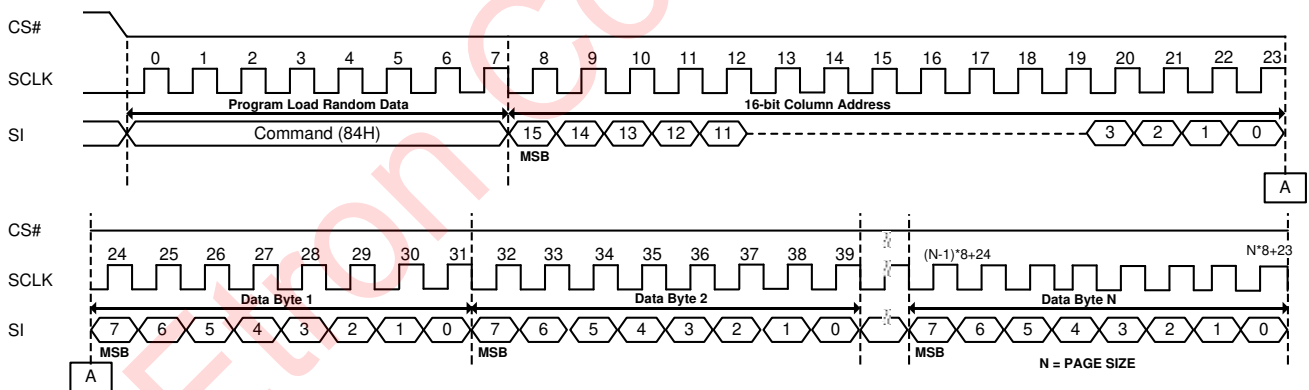 CS#
0 1 2 3 4 5 6 7 8 9 10 11 12 13 14 15 16 17 18 19 20 21 22 23
SCLK
Program Load Random Data 16-bit Column Address
SI Command (84H) 15 14 13 12 11 3 2 1 0
MSB
A
CS#
24 25 26 27 28 29 30 31 32 33 34 35 36 37 38 39 (N-1)*8+24 N*8+23
SCLK
Data Byte 1 Data Byte 2 Data Byte N
SI 7 6 5 4 3 2 1 0 7 6 5 4 3 2 1 0 7 6 5 4 3 2 1 0
MSB MSB MSB
N = PAGE SIZE
A
Etron Co